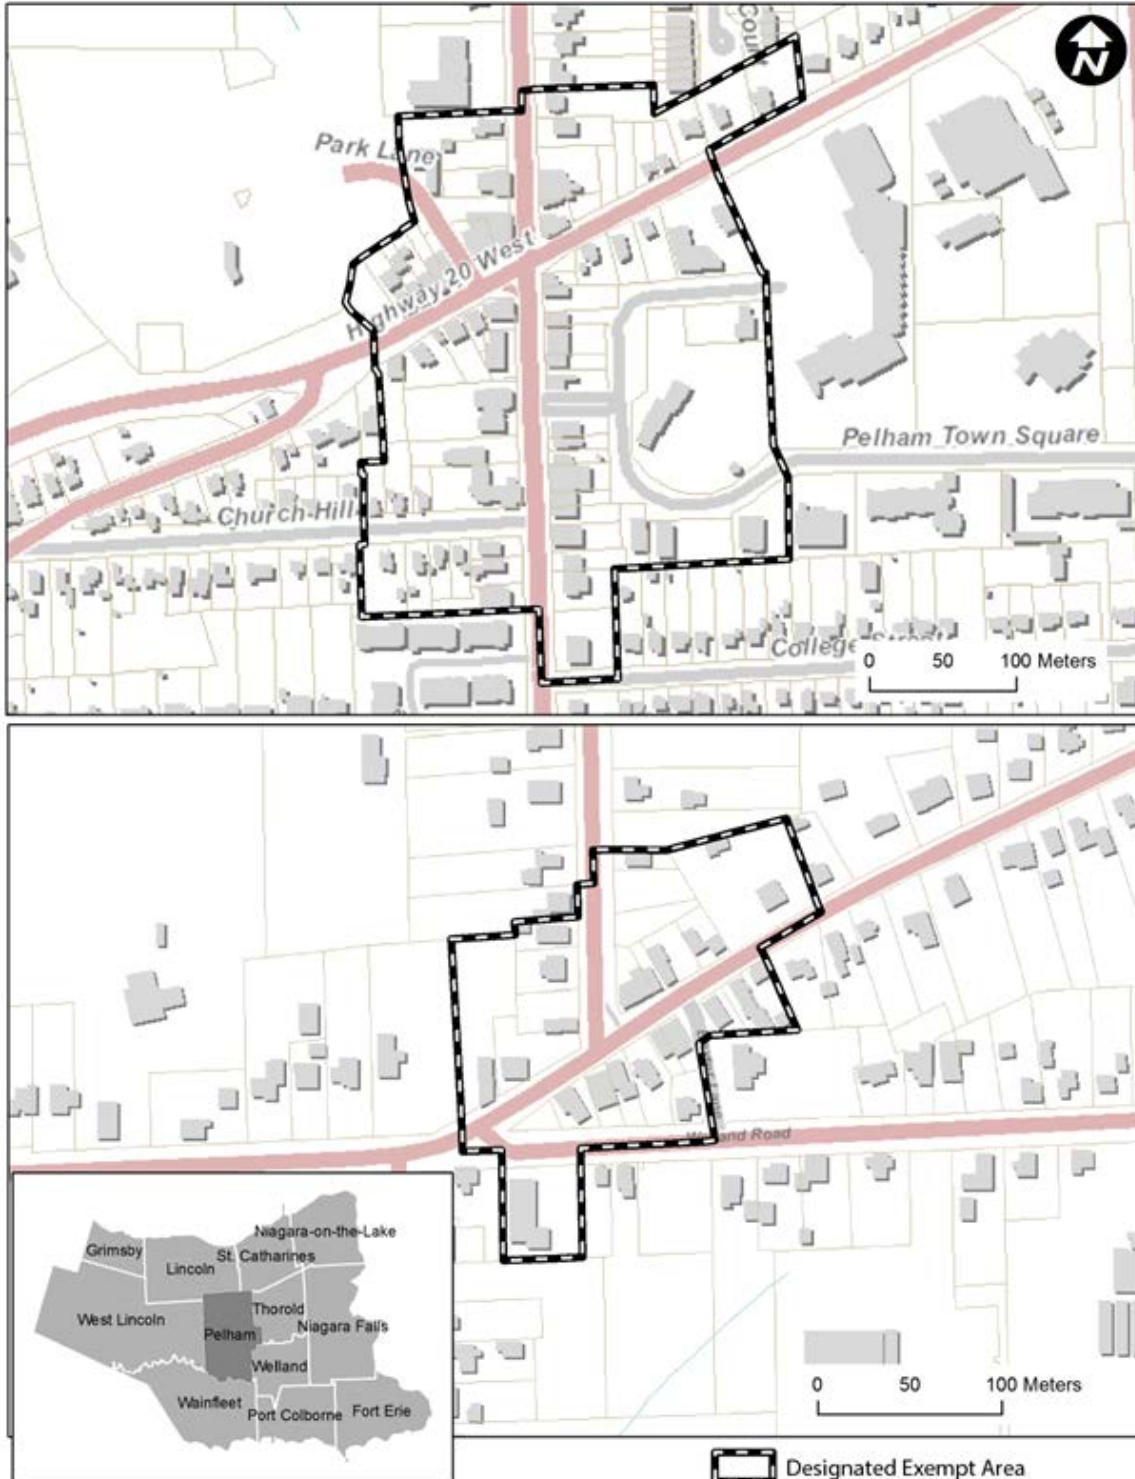 Court
N
Park Lane
Highway 20 West
Pelham Town Square
Church Hill
College Street
0 50 100 Meters
Welland Road
Niagara-on-the-Lake
Grimsby
St. Catharines
Lincoln
Thorold
West Lincoln
Niagara Falls
Pelham
Welland
Wainfleet
Port Colborne
Fort Erie
0 50 100 Meters
Designated Exempt Area